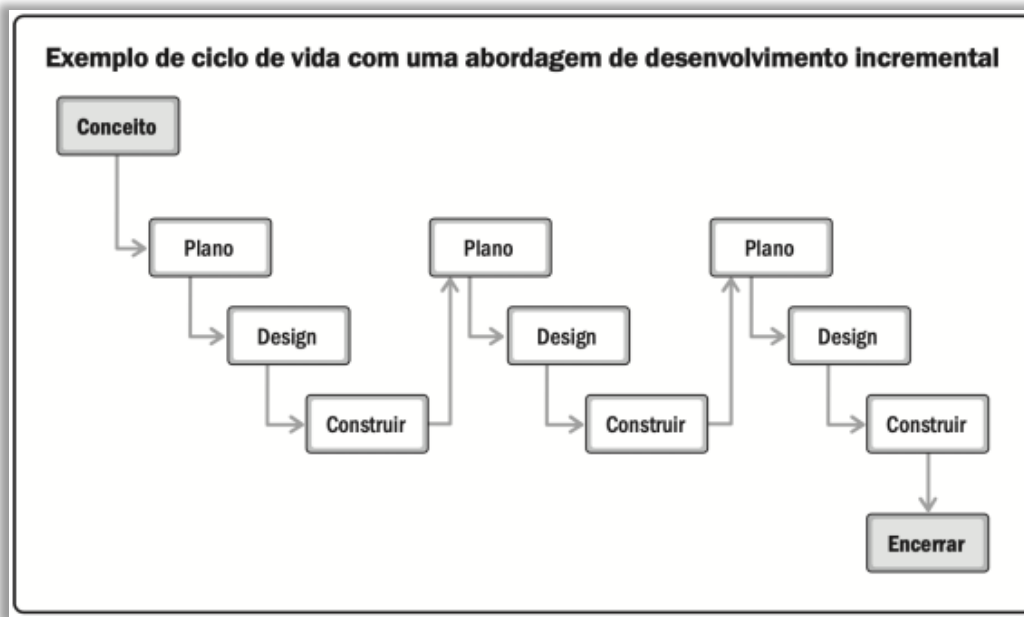 Exemplo de ciclo de vida com uma abordagem de desenvolvimento incremental
Conceito
Plano
Plano
Plano
Design
Design
Design
Construir
Construir
Construir
Encerrar